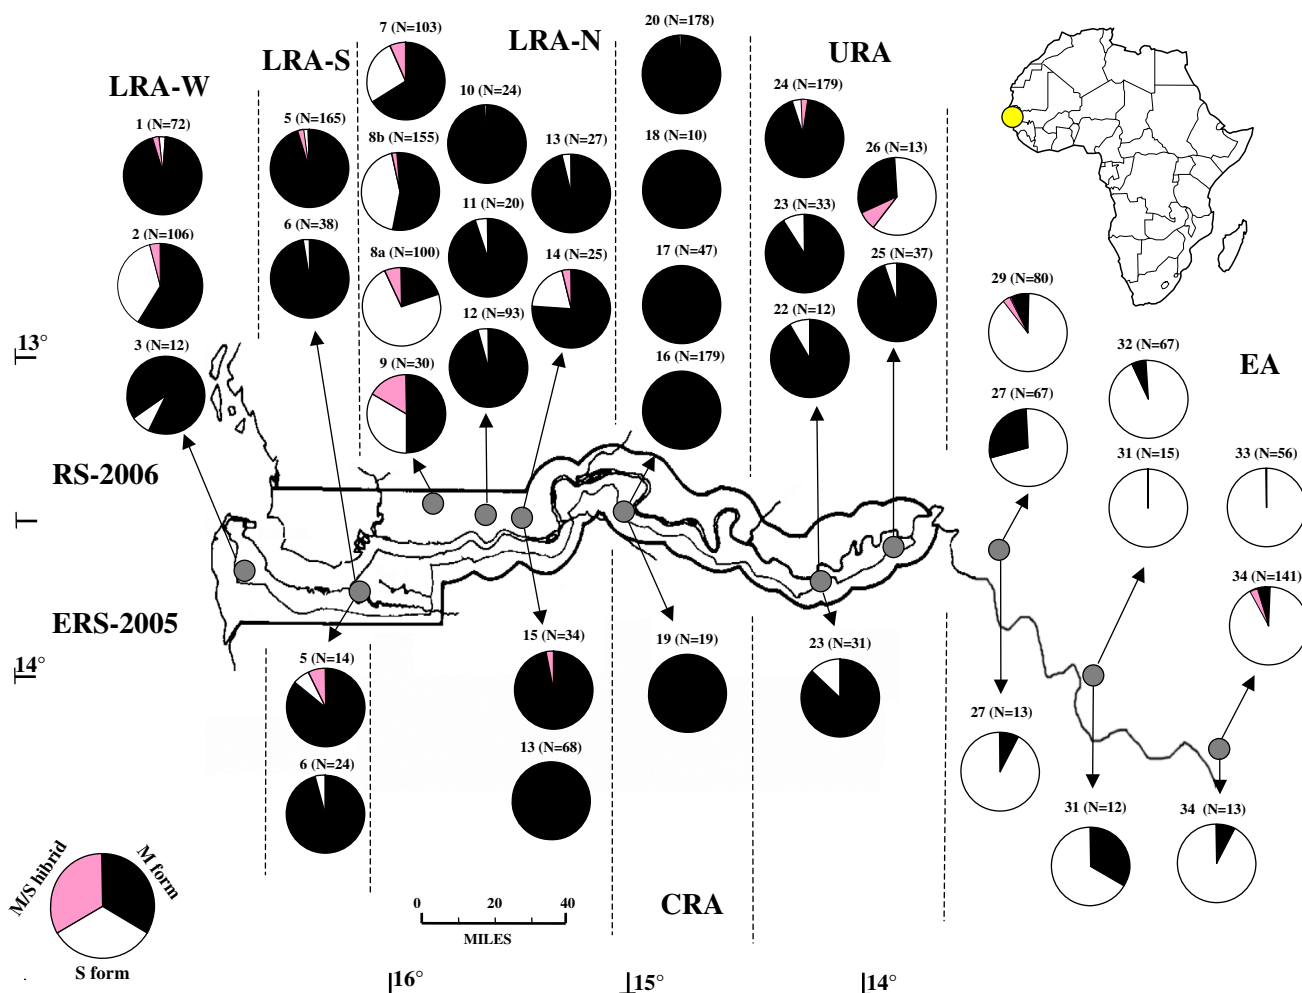 7 (N=103)
LRA-N
20 (N=178)
LRA-S
URA
LRA-W
10 (N=24)
24 (N=179)
1 (N=72)
5 (N=165)
8b (N=155)
13 (N=27)
18 (N=10)
26 (N=13)
11 (N=20)
23 (N=33)
2 (N=106)
6 (N=38)
8a (N=100)
14 (N=25)
17 (N=47)
25 (N=37)
29 (N=80)
12 (N=93)
22 (N=12)
13°
3 (N=12)
9 (N=30)
16 (N=179)
32 (N=67)
EA
27 (N=67)
31 (N=15)
33 (N=56)
RS-2006
34 (N=141)
ERS-2005
5 (N=14)
15 (N=34)
19 (N=19)
23 (N=31)
14°
27 (N=13)
13 (N=68)
6 (N=24)
31 (N=12)
34 (N=13)
M/S hibrid
M form
S form
0 20 40
MILES
CRA
16°
15°
14°